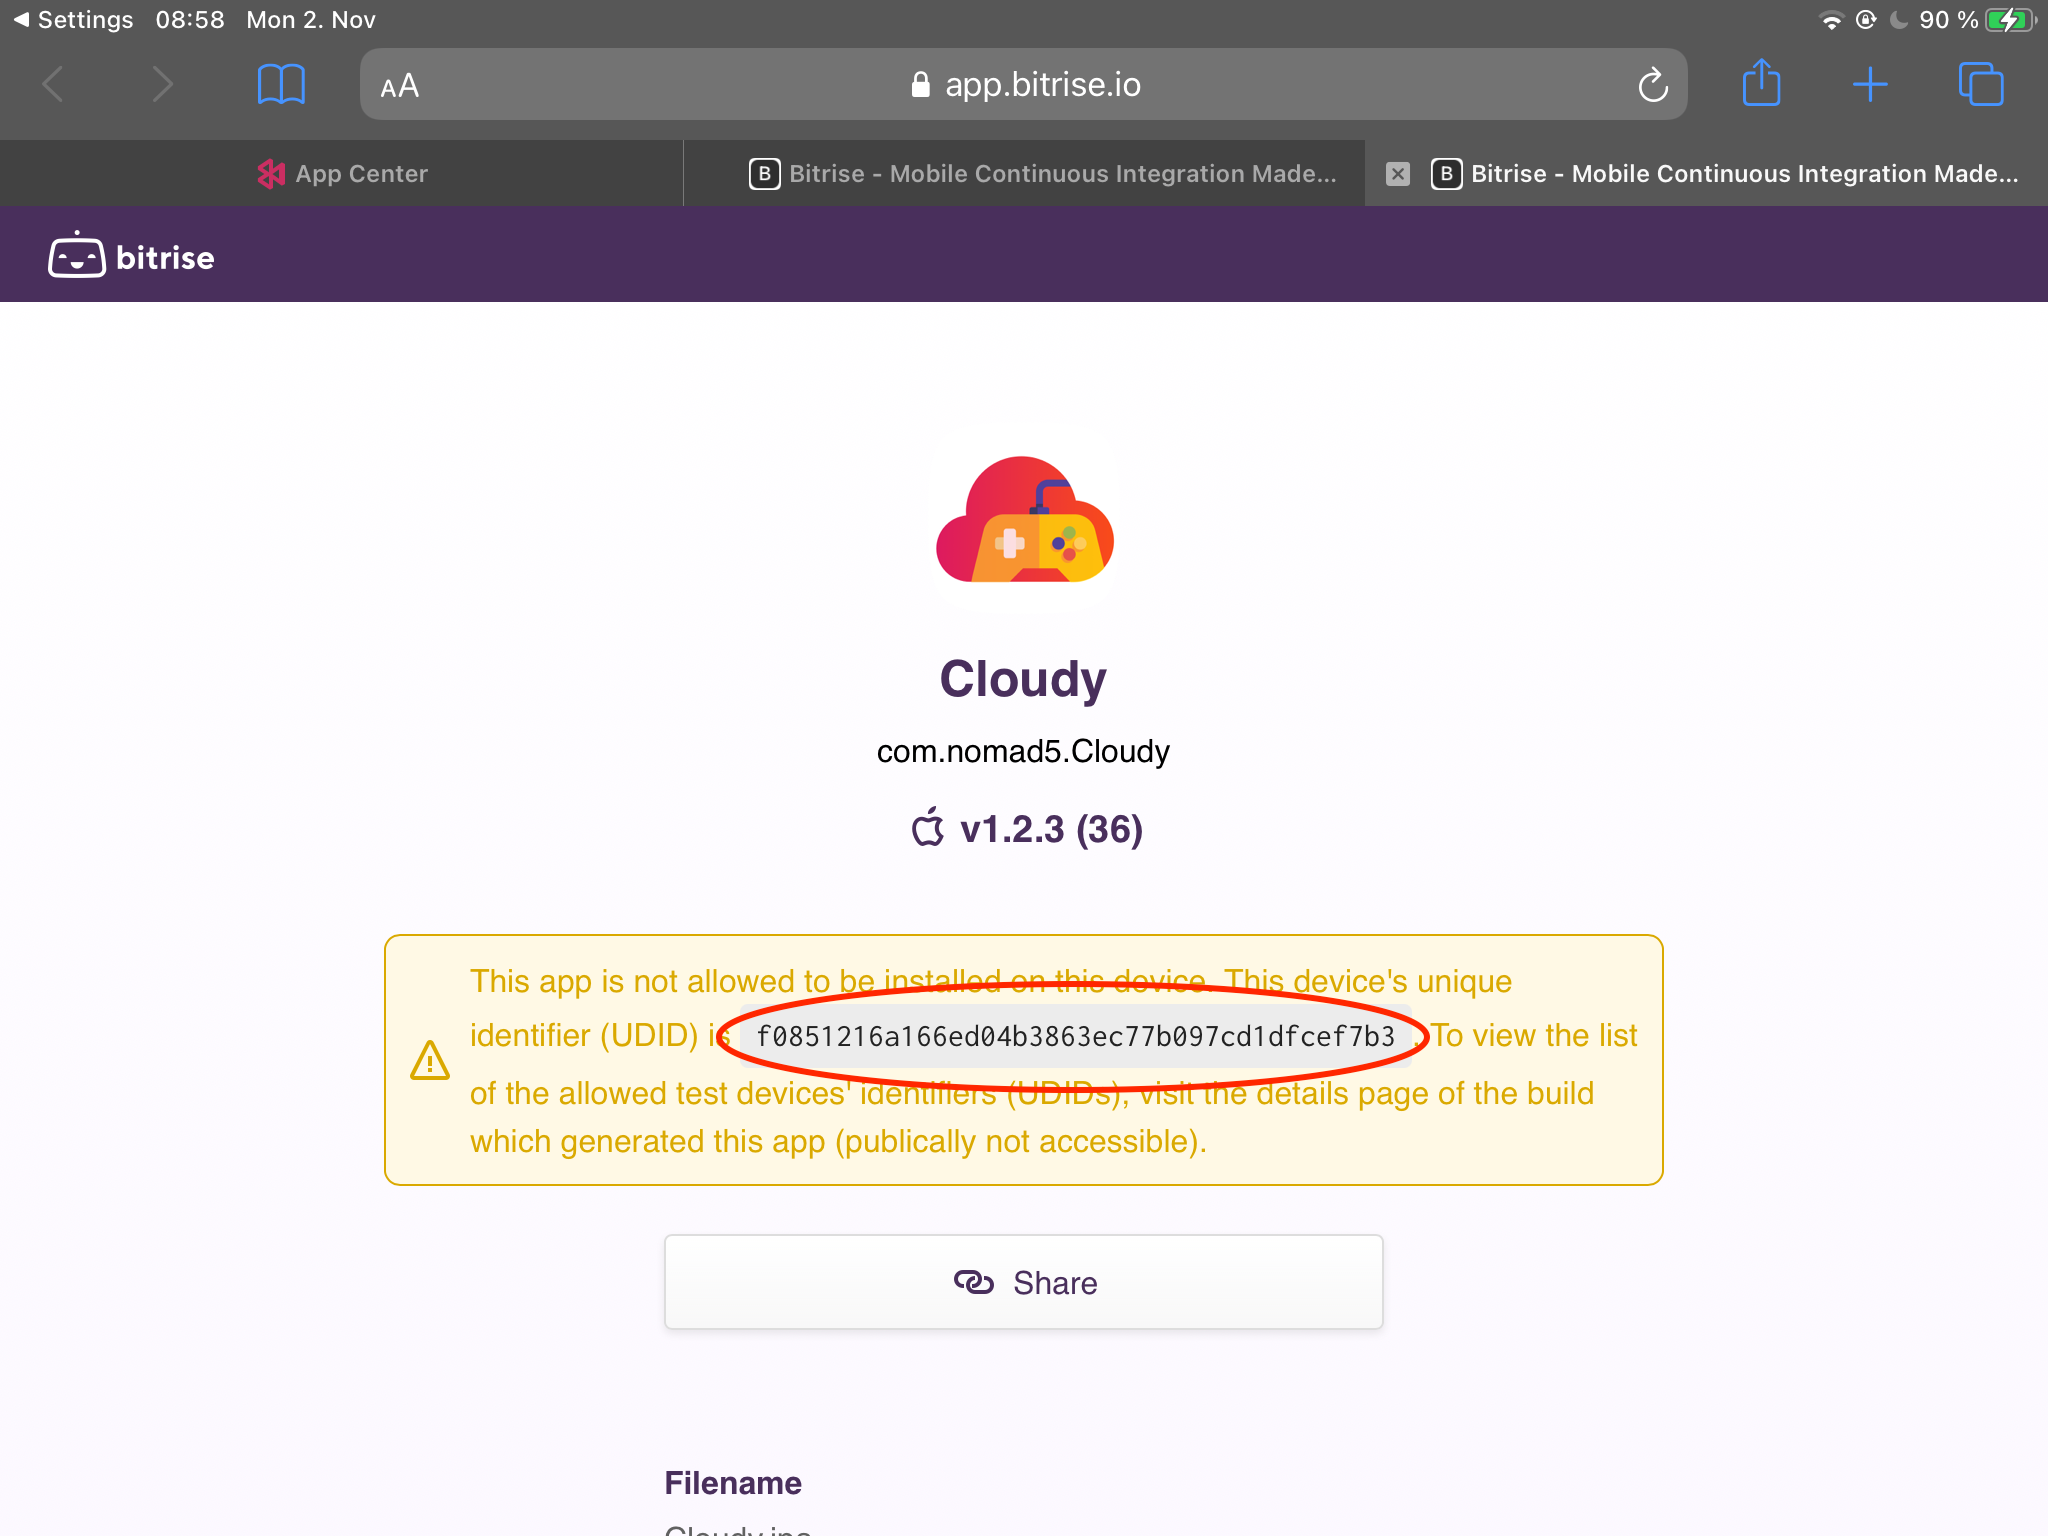 Settings 08:58 Mon 2. Nov 90 %
AA app.bitrise.io
App Center
B Bitrise - Mobile Continuous Integration Made...
B Bitrise - Mobile Continuous Integration Made...
bitrise
Cloudy
com.nomad5.Cloudy
v1.2.3 (36)
This app is not allowed to be installed on this device. This device's unique
identifier (UDID) is f0851216a166ed04b3863ec77b097cd1dfcef7b3 . To view the list
of the allowed test devices' identifiers (UDIDs), visit the details page of the build
which generated this app (publically not accessible).
Share
Filename
Cloudy.ipa